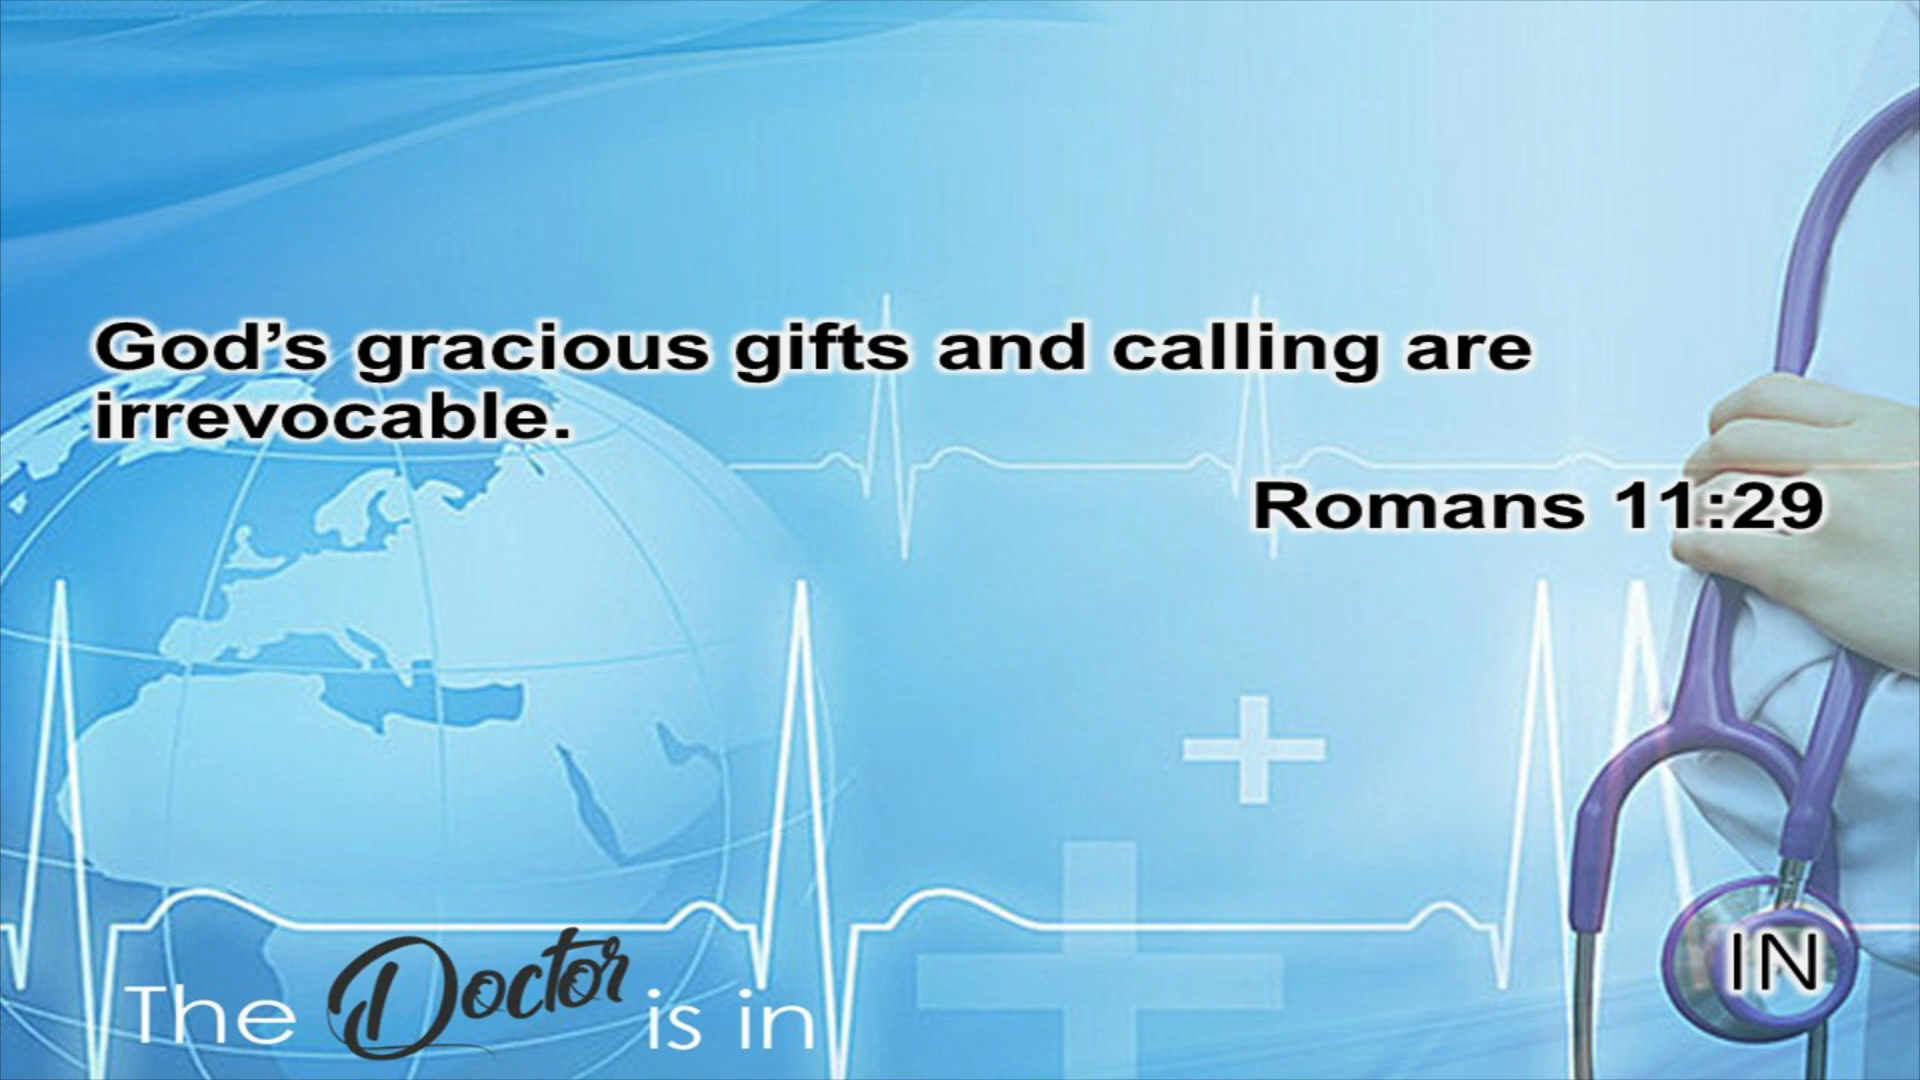 God’s gracious gifts and calling are
irrevocable.
Romans 11:29
The Doctor is in
IN